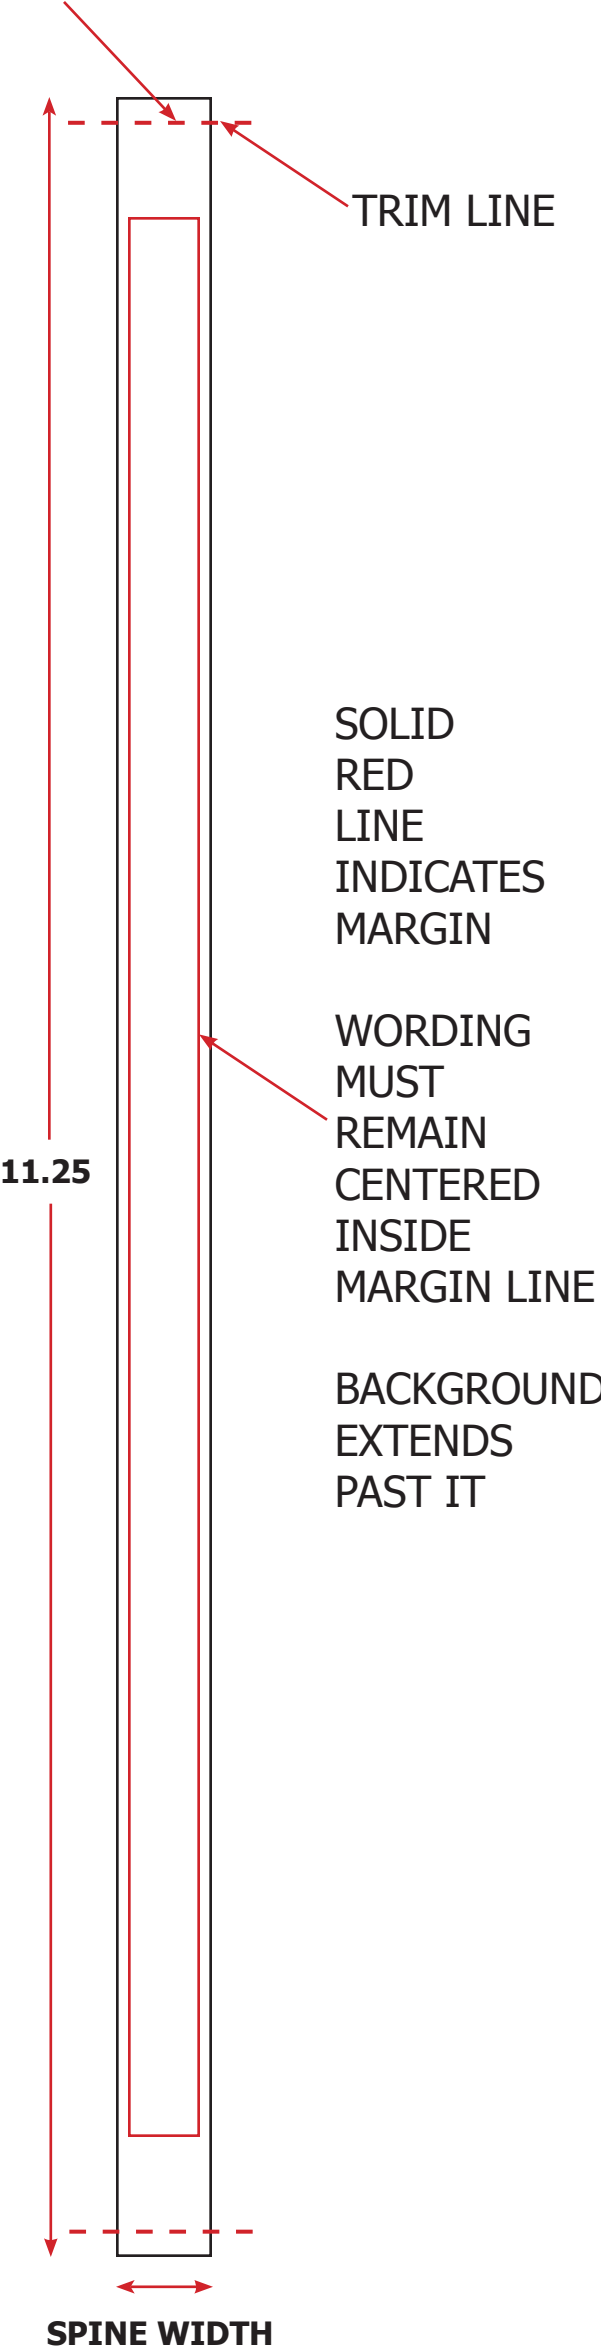 TRIM LINE
SOLID
RED
LINE
INDICATES
MARGIN
WORDING
MUST
REMAIN
CENTERED
INSIDE
MARGIN LINE
11.25
BACKGROUND
EXTENDS
PAST IT
SPINE WIDTH